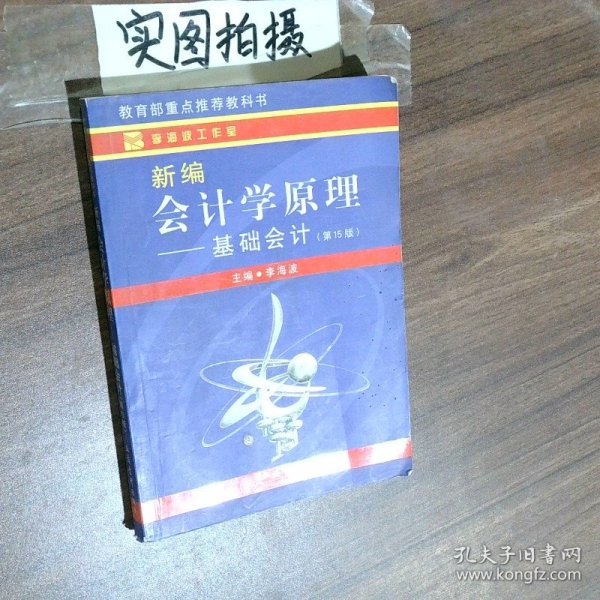 实图拍摄
教育部重点推荐教科书
李海波工作室
新编
会计学原理
——基础会计(第15版)
主编●李海波
孔夫子旧书网
www.kongfz.com